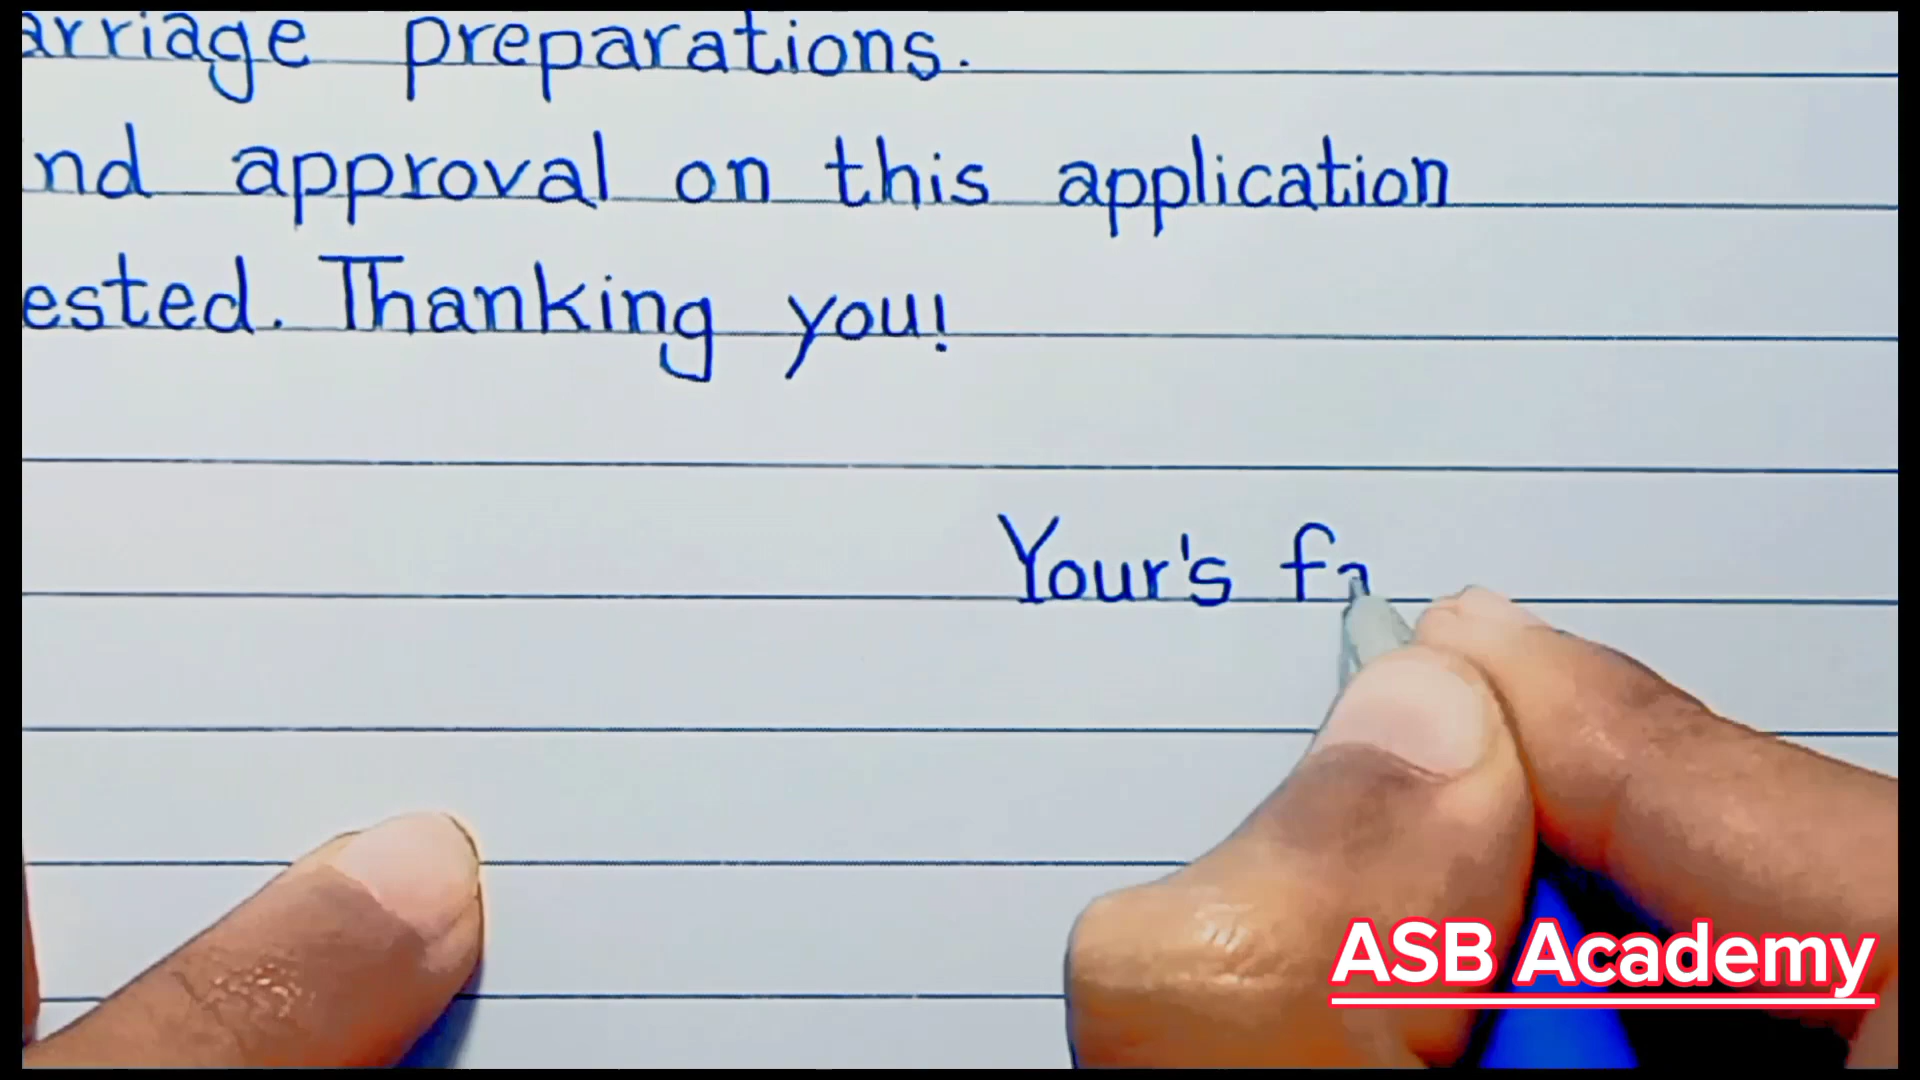 arriage preparations.
nd approval on this application
ested. Thanking you!
Your's fa
ASB Academy